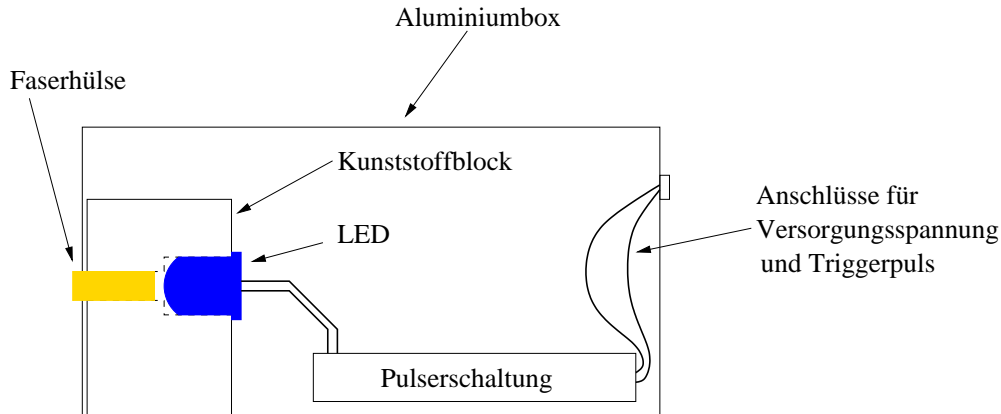 Aluminiumbox
Faserhülse
Kunststoffblock
LED
Anschlüsse für
Versorgungsspannung
und Triggerpuls
Pulserschaltung